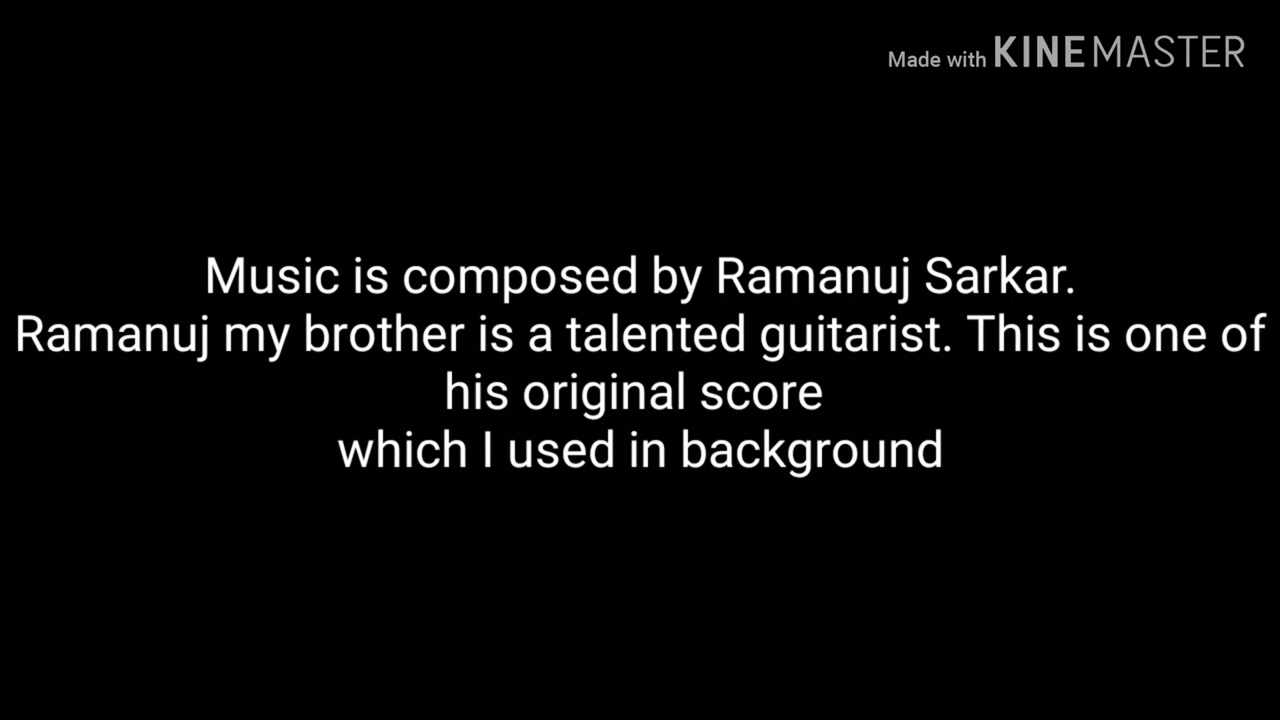 Made with KINEMASTER
Music is composed by Ramanuj Sarkar.
Ramanuj my brother is a talented guitarist. This is one of
his original score
which I used in background